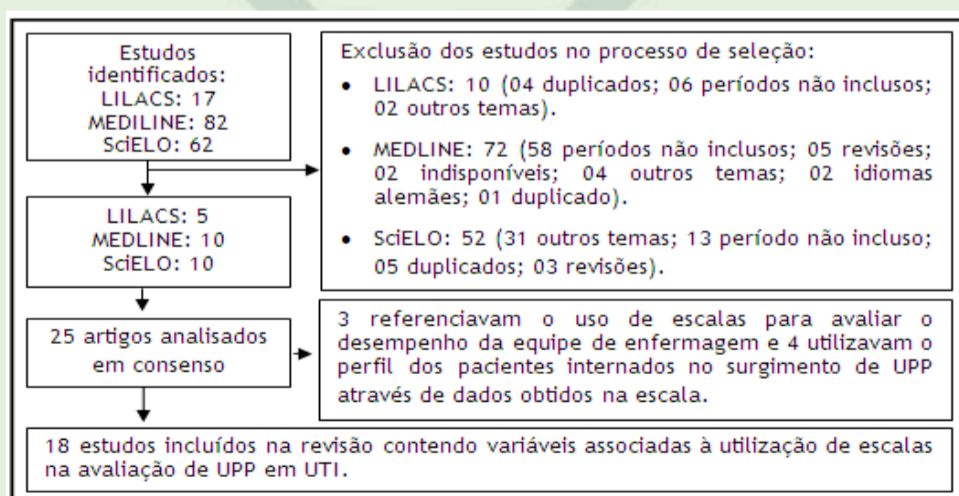 Estudos
identificados:
LILACS: 17
MEDILINE: 82
SciELO: 62
Exclusão dos estudos no processo de seleção:
• LILACS: 10 (04 duplicados; 06 períodos não inclusos;
02 outros temas).
• MEDLINE: 72 (58 períodos não inclusos; 05 revisões;
02 indisponíveis; 04 outros temas; 02 idiomas
alemães; 01 duplicado).
• SciELO: 52 (31 outros temas; 13 período não incluso;
05 duplicados; 03 revisões).
LILACS: 5
MEDLINE: 10
SciELO: 10
25 artigos analisados
em consenso
3 referenciavam o uso de escalas para avaliar o
desempenho da equipe de enfermagem e 4 utilizavam o
perfil dos pacientes internados no surgimento de UPP
através de dados obtidos na escala.
18 estudos incluídos na revisão contendo variáveis associadas à utilização de escalas
na avaliação de UPP em UTI.